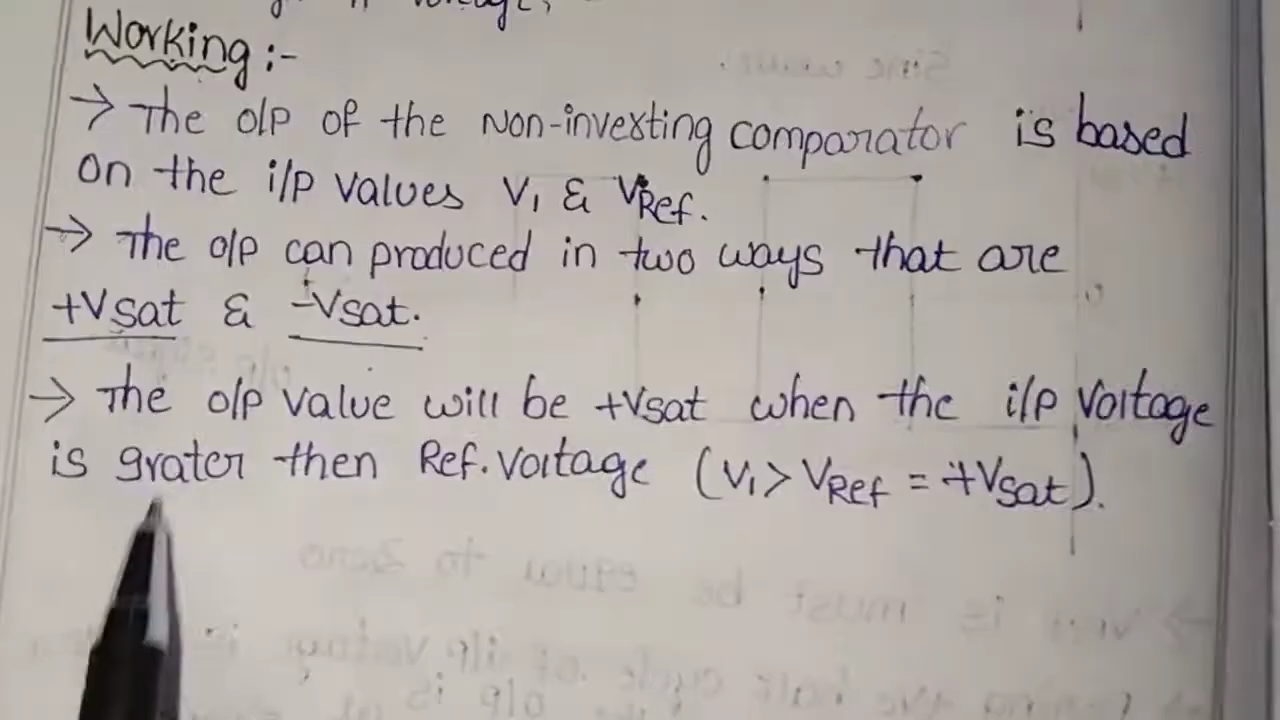 Working :-
→ The o/p of the Non-inverting comparator is based
on the i/p values V1 & VRef.
→ The o/p can produced in two ways that are
+Vsat & -Vsat.
→ The o/p value will be +Vsat when the i/p Voltage
is grater then Ref. Voltage (V1 > VRef = +Vsat).